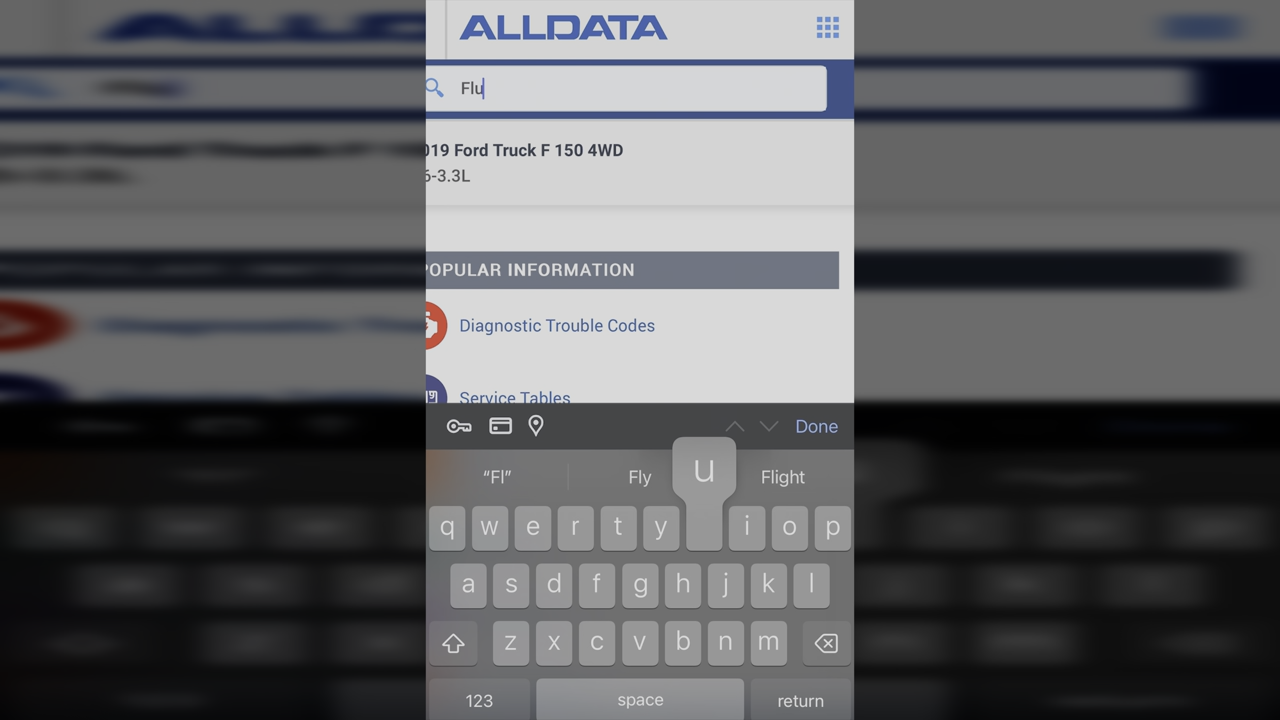 ALLDATA
Flu
019 Ford Truck F 150 4WD
6-3.3L
POPULAR INFORMATION
Diagnostic Trouble Codes
Service Tables
Done
“Fl” Fly Flight
u
q w e r t y i o p
a s d f g h j k l
z x c v b n m
123 space return